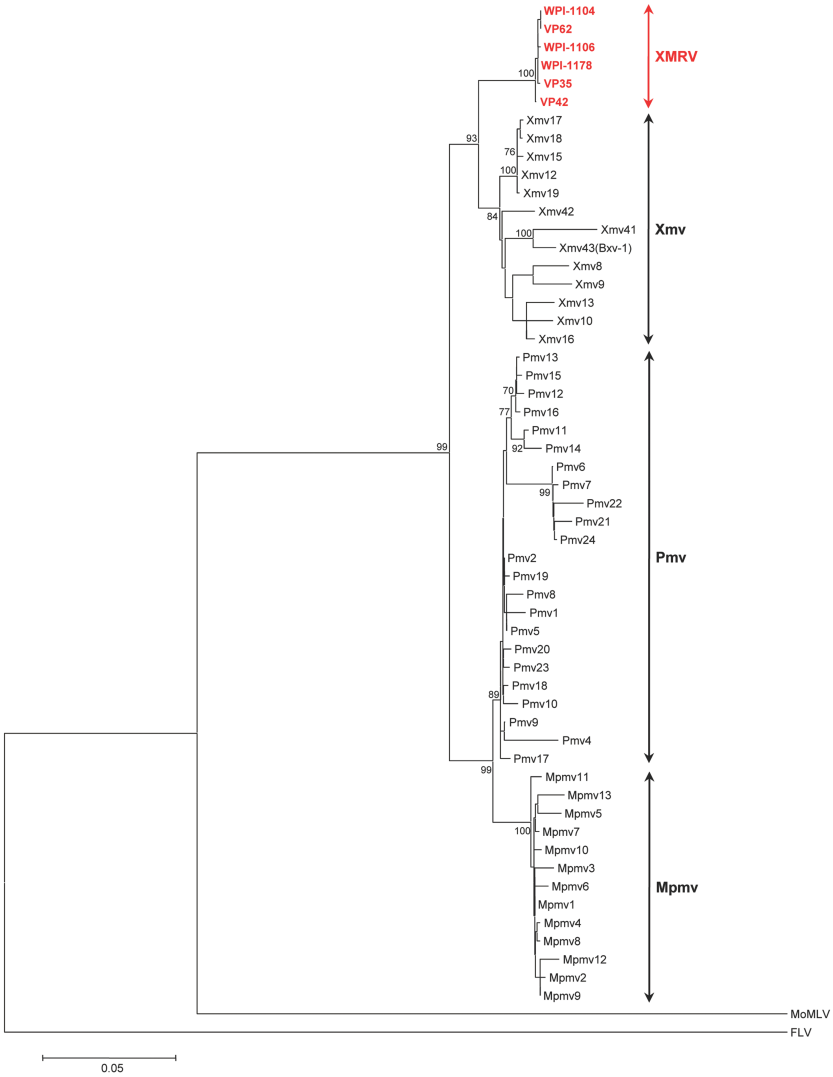 WPI-1104
VP62
WPI-1106
WPI-1178
VP35
VP42
100
XMRV
93
Xmv17
Xmv18
76
Xmv15
100
Xmv12
Xmv19
84
Xmv42
Xmv41
100
Xmv43(Bxv-1)
Xmv8
Xmv9
Xmv13
Xmv10
Xmv16
Xmv
99
Pmv13
Pmv15
70
Pmv12
77
Pmv16
Pmv11
92
Pmv14
Pmv6
Pmv7
99
Pmv22
Pmv21
Pmv24
Pmv2
Pmv19
Pmv8
Pmv1
Pmv5
Pmv20
Pmv23
Pmv18
89
Pmv10
Pmv9
Pmv4
Pmv17
Pmv
99
Mpmv11
Mpmv13
Mpmv5
100
Mpmv7
Mpmv10
Mpmv3
Mpmv6
Mpmv1
Mpmv4
Mpmv8
Mpmv12
Mpmv2
Mpmv9
Mpmv
MoMLV
FLV
0.05